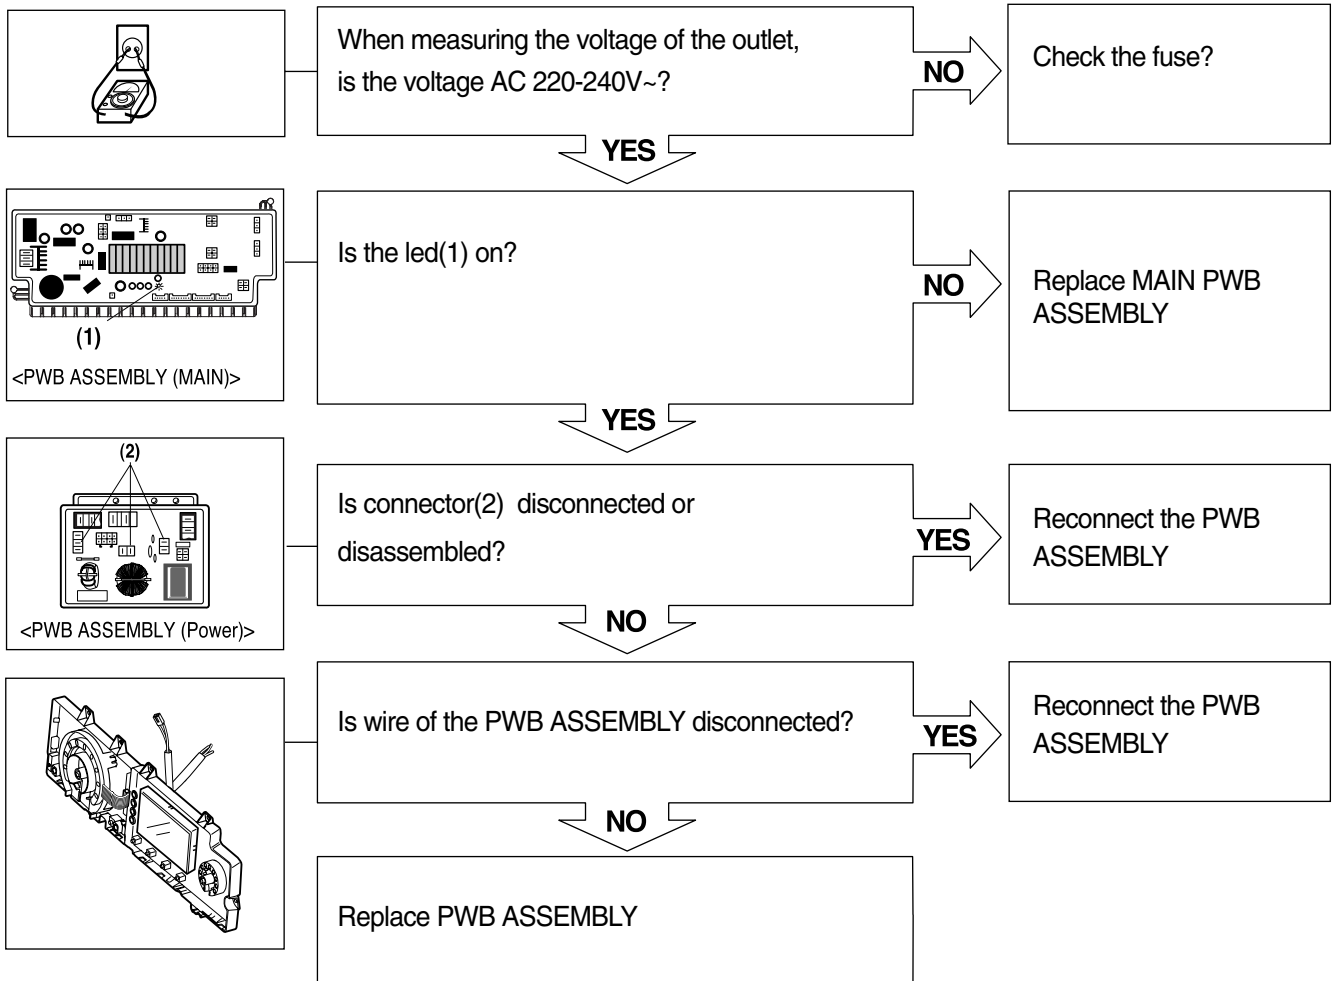 When measuring the voltage of the outlet,
is the voltage AC 220-240V~?
NO
Check the fuse?
YES
(1)
<PWB ASSEMBLY (MAIN)>
Is the led(1) on?
NO
Replace MAIN PWB
ASSEMBLY
YES
(2)
<PWB ASSEMBLY (Power)>
Is connector(2) disconnected or
disassembled?
YES
Reconnect the PWB
ASSEMBLY
NO
Is wire of the PWB ASSEMBLY disconnected?
YES
Reconnect the PWB
ASSEMBLY
NO
Replace PWB ASSEMBLY